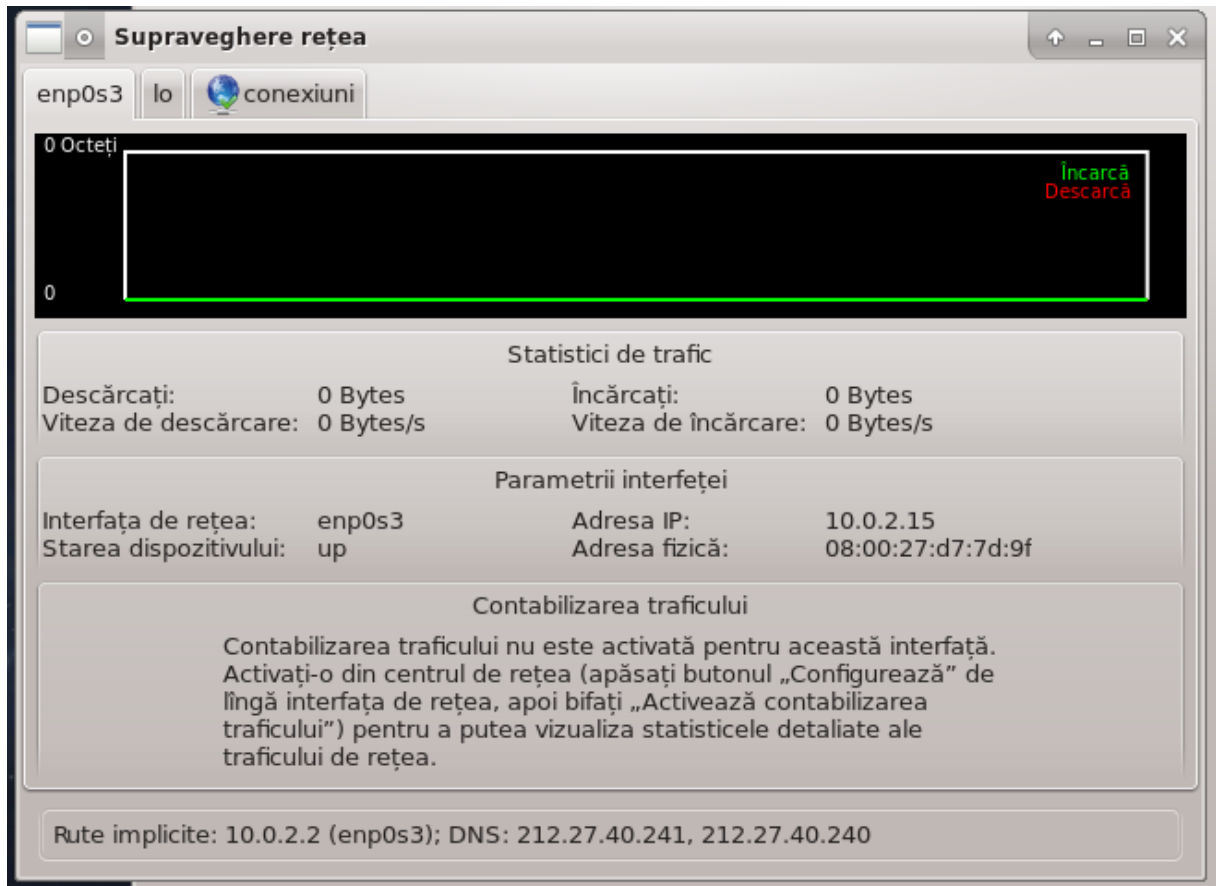 Supraveghere rețea
enp0s3 lo conexiuni
0 Octeți
Încarcă
Descarcă
0
Statistici de trafic
Descărcați: 0 Bytes Încărcați: 0 Bytes
Viteza de descărcare: 0 Bytes/s Viteza de încărcare: 0 Bytes/s
Parametrii interfeței
Interfața de rețea: enp0s3 Adresa IP: 10.0.2.15
Starea dispozitivului: up Adresa fizică: 08:00:27:d7:7d:9f
Contabilizarea traficului
Contabilizarea traficului nu este activată pentru această interfață.
Activați-o din centrul de rețea (apăsați butonul „Configurează” de
lîngă interfața de rețea, apoi bifați „Activează contabilizarea
traficului”) pentru a putea vizualiza statisticele detaliate ale
traficului de rețea.
Rute implicite: 10.0.2.2 (enp0s3); DNS: 212.27.40.241, 212.27.40.240